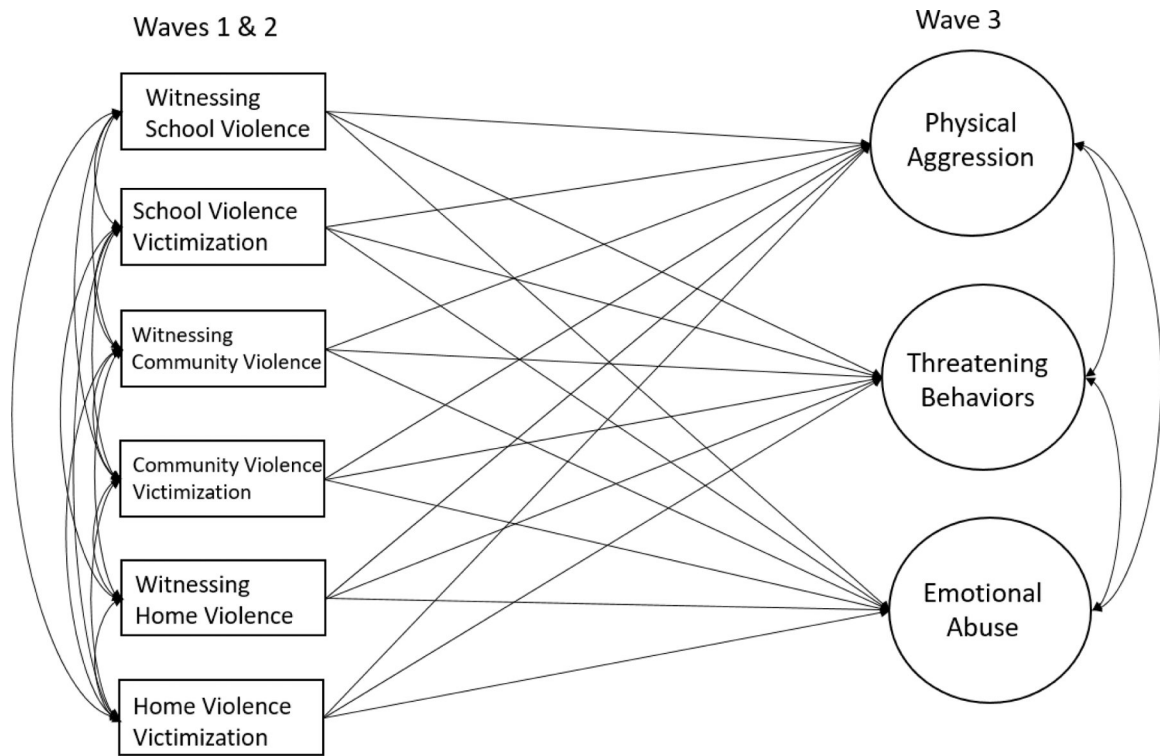 Waves 1 & 2
Wave 3
Witnessing
School Violence
School Violence
Victimization
Witnessing
Community Violence
Community Violence
Victimization
Witnessing
Home Violence
Home Violence
Victimization
Physical
Aggression
Threatening
Behaviors
Emotional
Abuse